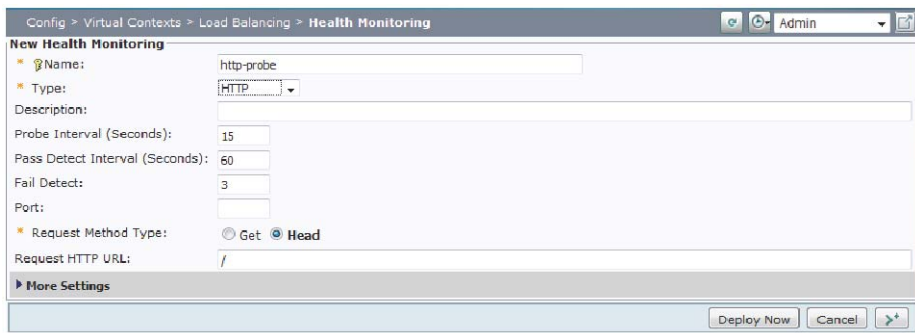 Config > Virtual Contexts > Load Balancing > Health Monitoring Admin
New Health Monitoring
* Name: http-probe
* Type: HTTP
Description:
Probe Interval (Seconds): 15
Pass Detect Interval (Seconds): 60
Fail Detect: 3
Port:
* Request Method Type: Get Head
Request HTTP URL: /
More Settings
Deploy Now Cancel